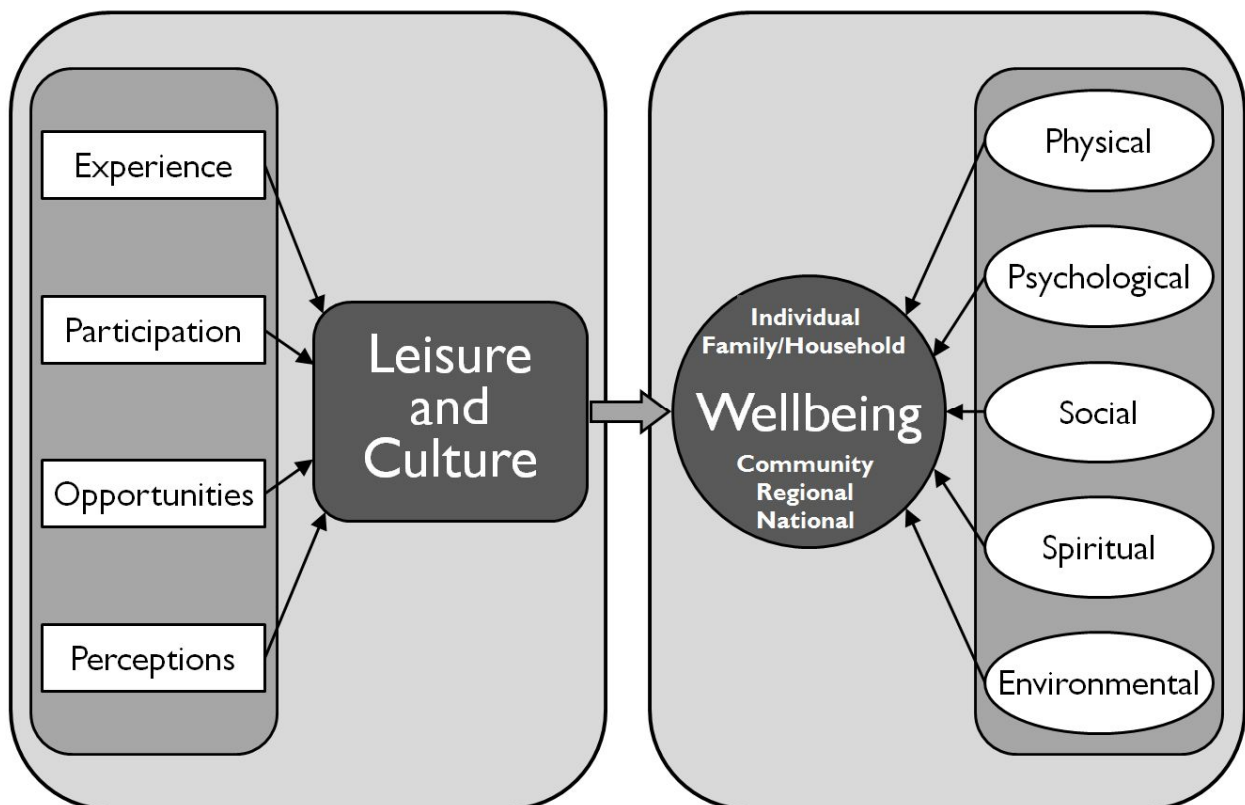 Experience
Participation
Opportunities
Perceptions
Leisure
and
Culture
Individual
Family/Household
Wellbeing
Community
Regional
National
Physical
Psychological
Social
Spiritual
Environmental